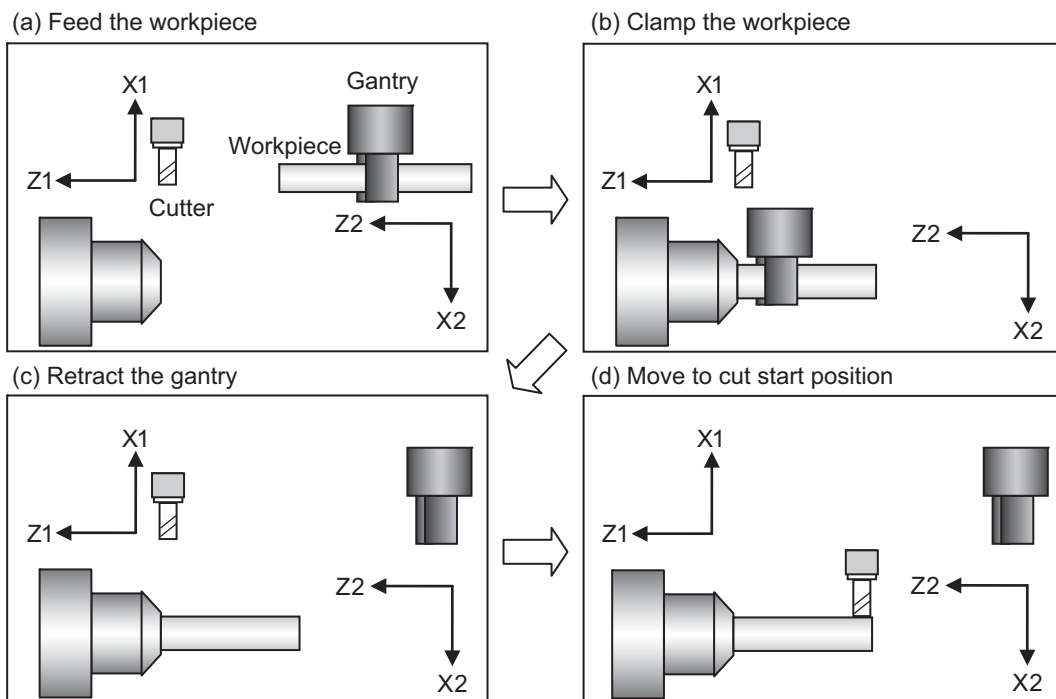 (a) Feed the workpiece
X1
Gantry
Workpiece
Z1
Cutter
Z2
X2
(b) Clamp the workpiece
X1
Z1
Z2
X2
(c) Retract the gantry
X1
Z1
Z2
X2
(d) Move to cut start position
X1
Z1
Z2
X2